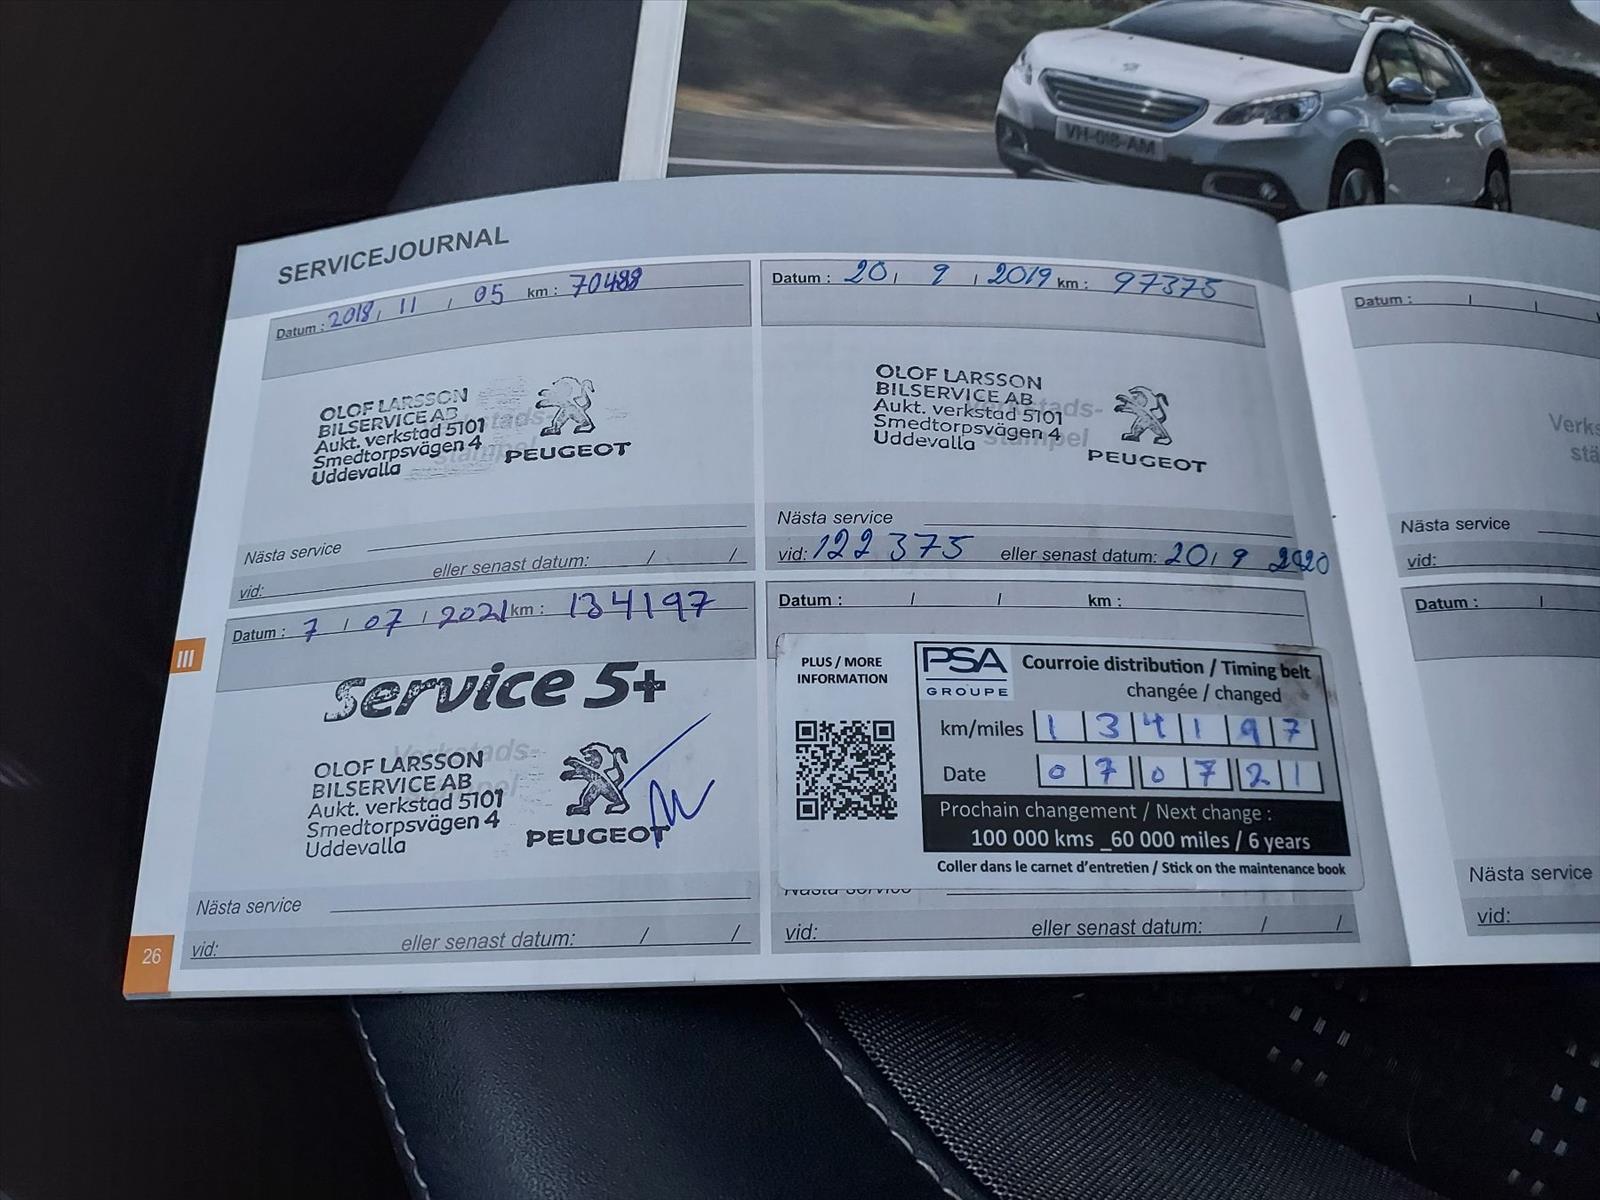 VH-018-AM
SERVICEJOURNAL
Datum : 2018 / 11 / 05 km : 70488
OLOF LARSSON
BILSERVICE AB
Aukt. verkstad 5101
Smedtorpsvägen 4
Uddevalla
PEUGEOT
Nästa service
vid: eller senast datum: / /
Datum : 20 / 9 / 2019 km : 97375
Verkstads-
stämpel
OLOF LARSSON
BILSERVICE AB
Aukt. verkstad 5101
Smedtorpsvägen 4
Uddevalla
PEUGEOT
Nästa service
vid: 122 375 eller senast datum: 20 / 9 2020
Datum : 7 / 07 / 2021 km : 134197
Service 5+
Verkstads-
OLOF LARSSON
BILSERVICE AB
Aukt. verkstad 5101
Smedtorpsvägen 4
Uddevalla
PEUGEOT
Nästa service
vid: eller senast datum: / /
Datum : / / km :
PLUS / MORE
INFORMATION
PSA
GROUPE
Courroie distribution / Timing belt
changée / changed
km/miles 1 3 4 1 9 7
Date 0 7 0 7 2 1
Prochain changement / Next change :
100 000 kms _60 000 miles / 6 years
Coller dans le carnet d'entretien / Stick on the maintenance book
Nästa service
vid: eller senast datum: / /
Datum : / /
Verks
stä
Nästa service
vid:
Datum : /
Nästa service
vid:
III
26